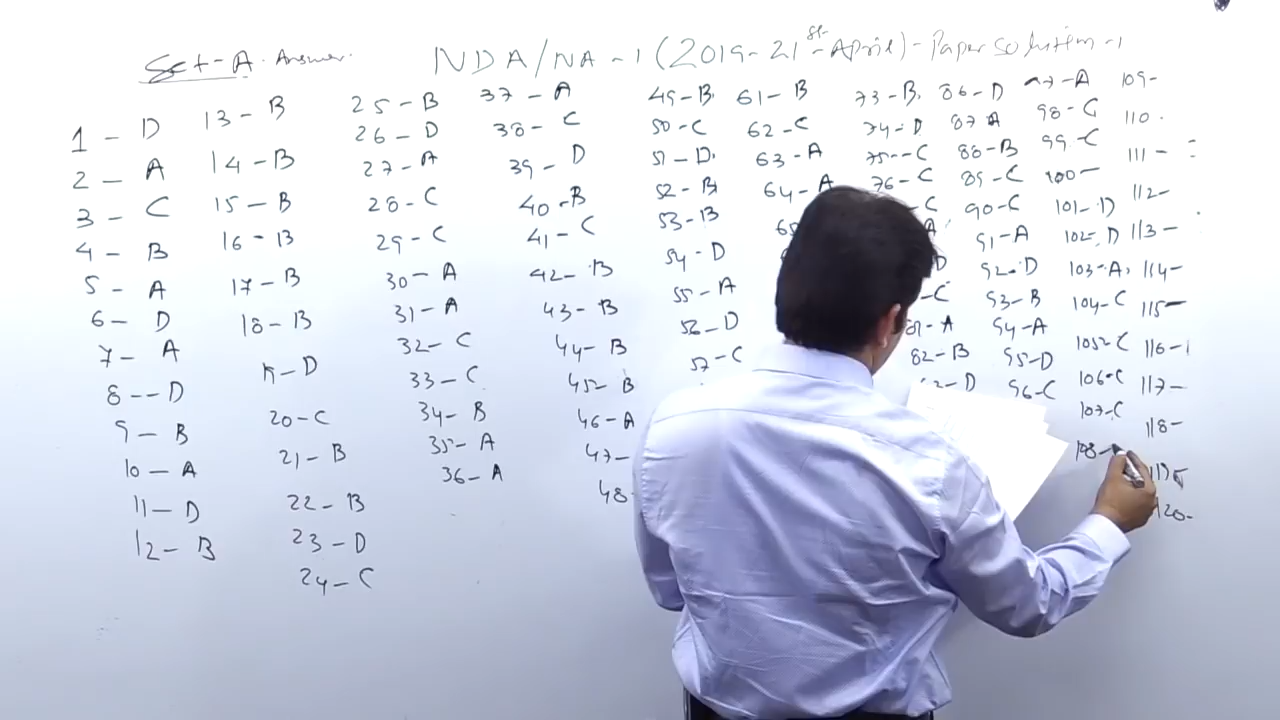 Set-A. Answer. NDA/NA-1 (2019-21st-April)-Paper Solution-1
1-D
2-A
3-C
4-B
5-A
6-D
7-A
8--D
9-B
10-A
11-D
12-B
13-B
14-B
15-B
16-B
17-B
18-B
19-D
20-C
21-B
22-B
23-D
24-C
25-B
26-D
27-A
28-C
29-C
30-A
31-A
32-C
33-C
34-B
35-A
36-A
37-A
38-C
39-D
40-B
41-C
42-B
43-B
44-B
45-B
46-A
47-
48-
49-B.
50-C
51-D.
52-B
53-B
54-D
55-A
56-D
57-C
61-B
62-C
63-A
64-A
73-B.
74-D
75--C
76-C
-C
-C
81-A
82-B
-D
86-D
87 A
88-B
89-C
90-C
91-A
92-D
93-B
94-A
95-D
96-C
97-A
98-C
99-C
100-
101-D
102-D
103-A.
104-C
105-C
106-C
107-C
108-
109-
110.
111-
112-
113-
114-
115-
116-
117-
118-
119
120-